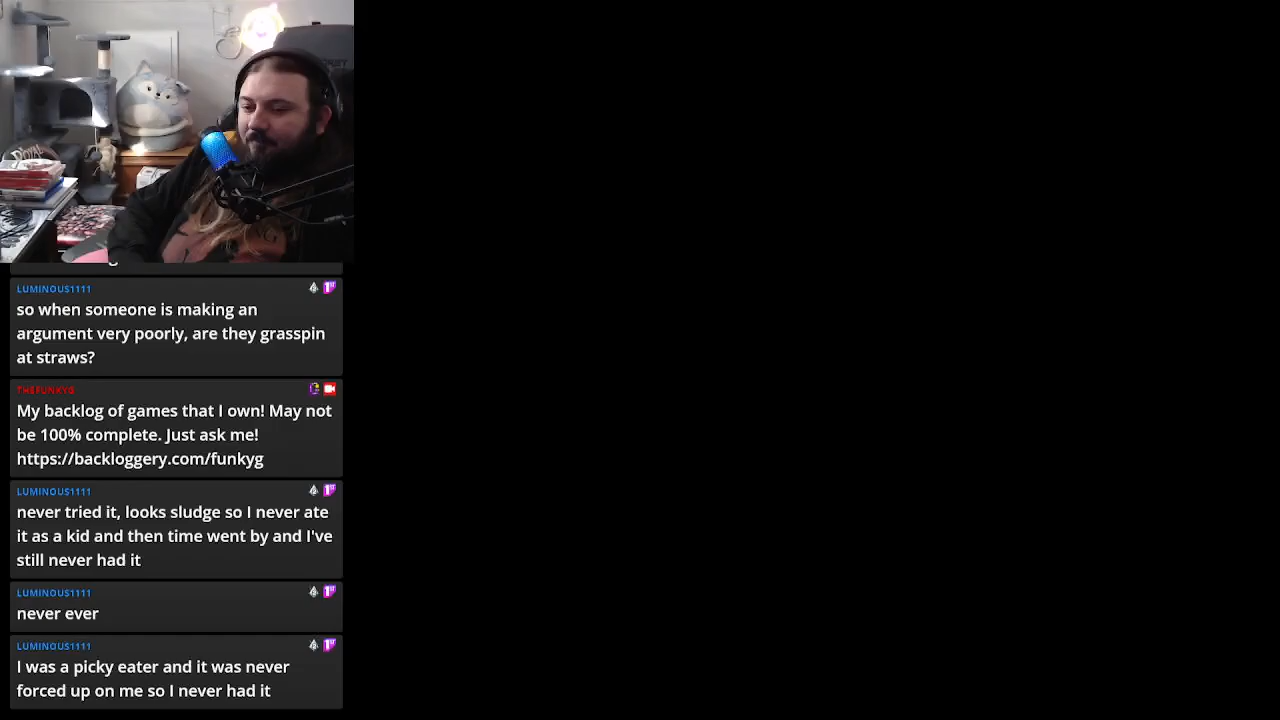 ROYAL
LUMINOUS1111
so when someone is making an
argument very poorly, are they grasspin
at straws?
THEFUNKYG
My backlog of games that I own! May not
be 100% complete. Just ask me!
https://backloggery.com/funkyg
LUMINOUS1111
never tried it, looks sludge so I never ate
it as a kid and then time went by and I've
still never had it
LUMINOUS1111
never ever
LUMINOUS1111
I was a picky eater and it was never
forced up on me so I never had it